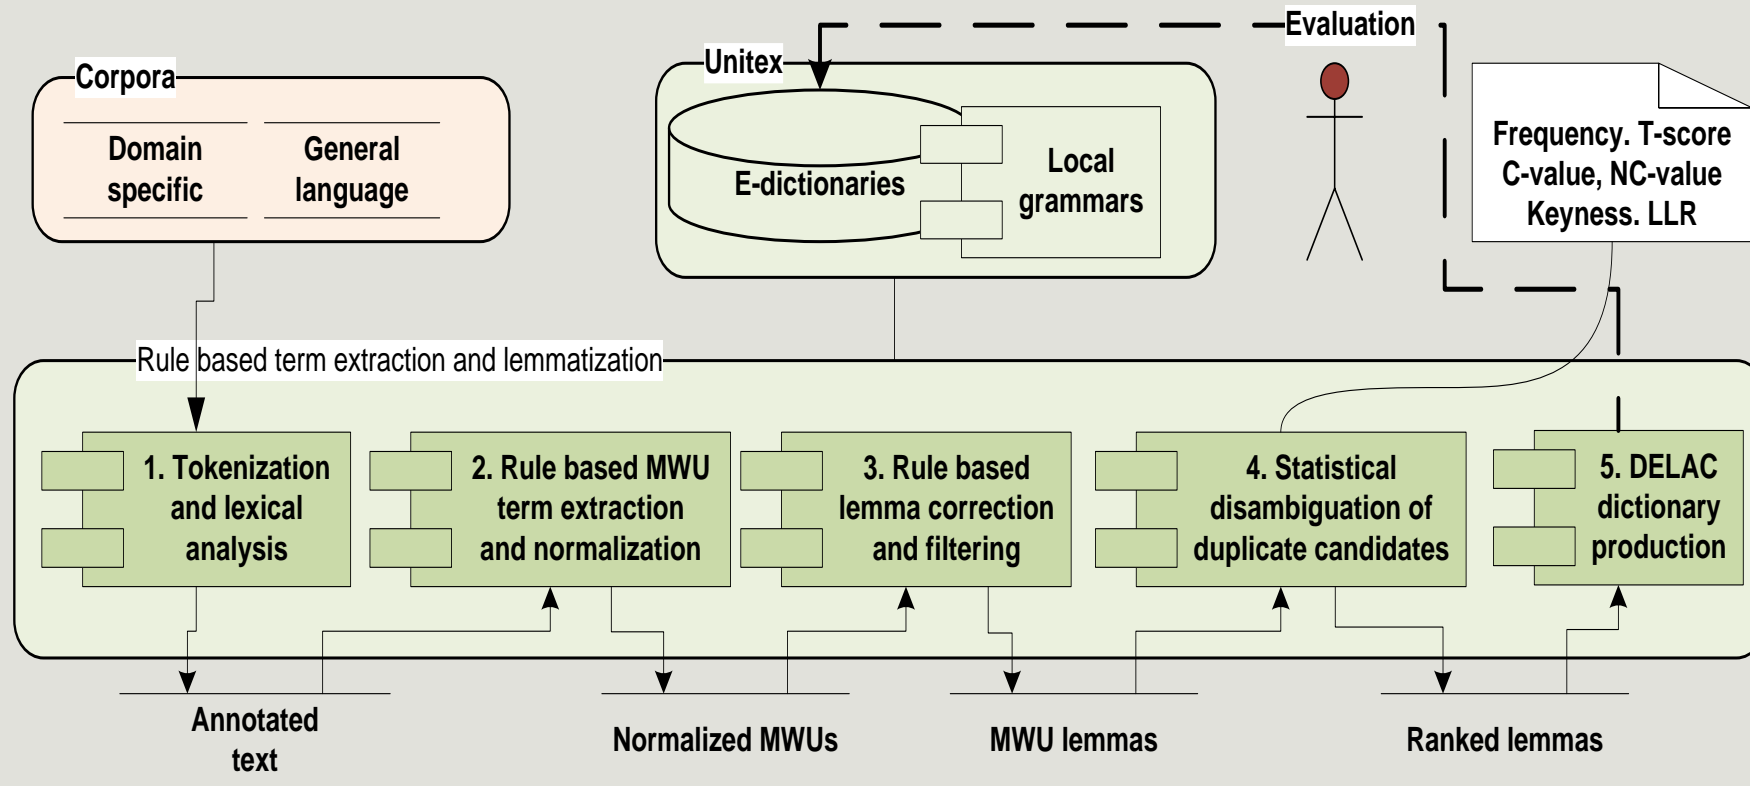 Evaluation
Corpora
Domain
specific
General
language
Unitex
E-dictionaries
Local
grammars
Frequency. T-score
C-value, NC-value
Keyness. LLR
Rule based term extraction and lemmatization
1. Tokenization
and lexical
analysis
2. Rule based MWU
term extraction
and normalization
3. Rule based
lemma correction
and filtering
4. Statistical
disambiguation of
duplicate candidates
5. DELAC
dictionary
production
Annotated
text
Normalized MWUs
MWU lemmas
Ranked lemmas